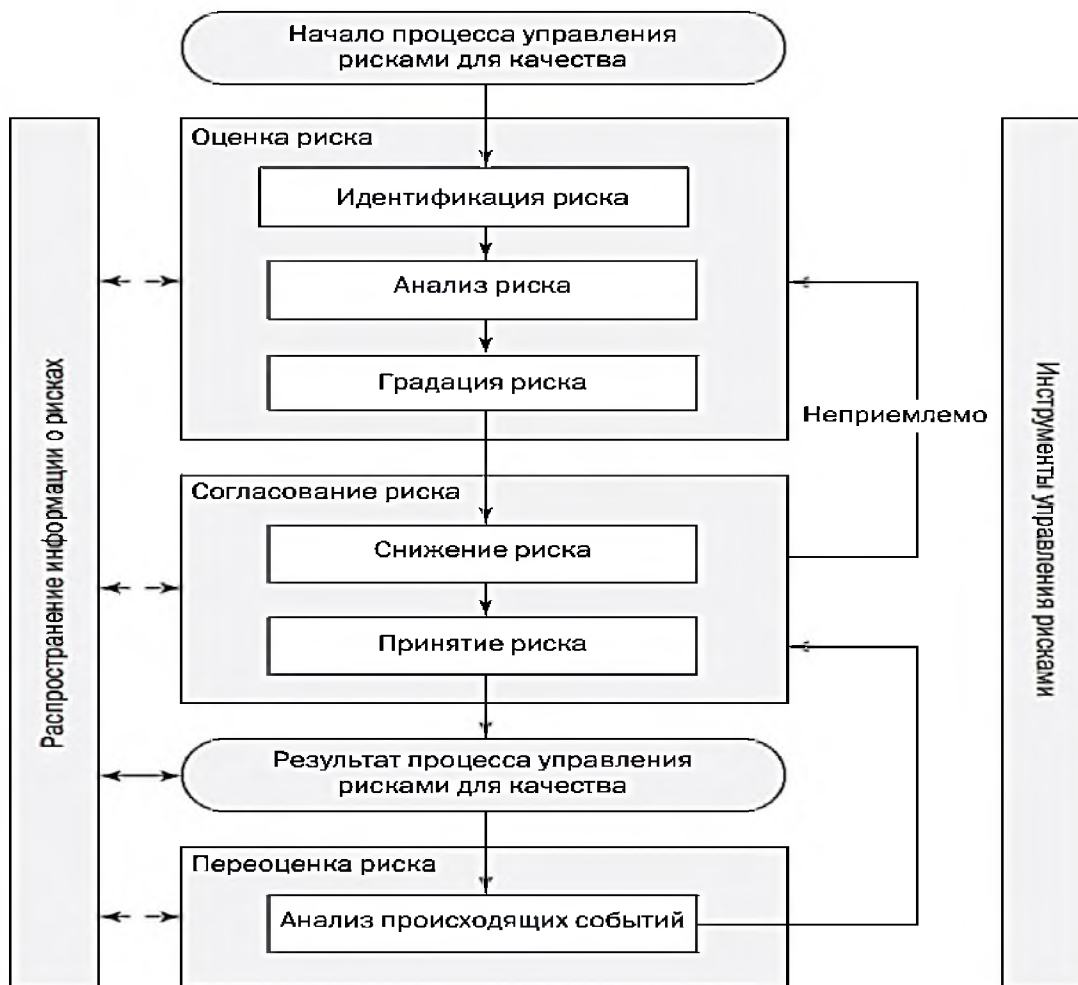 Начало процесса управления
рисками для качества
Оценка риска
Идентификация риска
Анализ риска
Градация риска
Неприемлемо
Согласование риска
Снижение риска
Принятие риска
Результат процесса управления
рисками для качества
Переоценка риска
Анализ происходящих событий
Распространение информации о рисках
Инструменты управления рисками